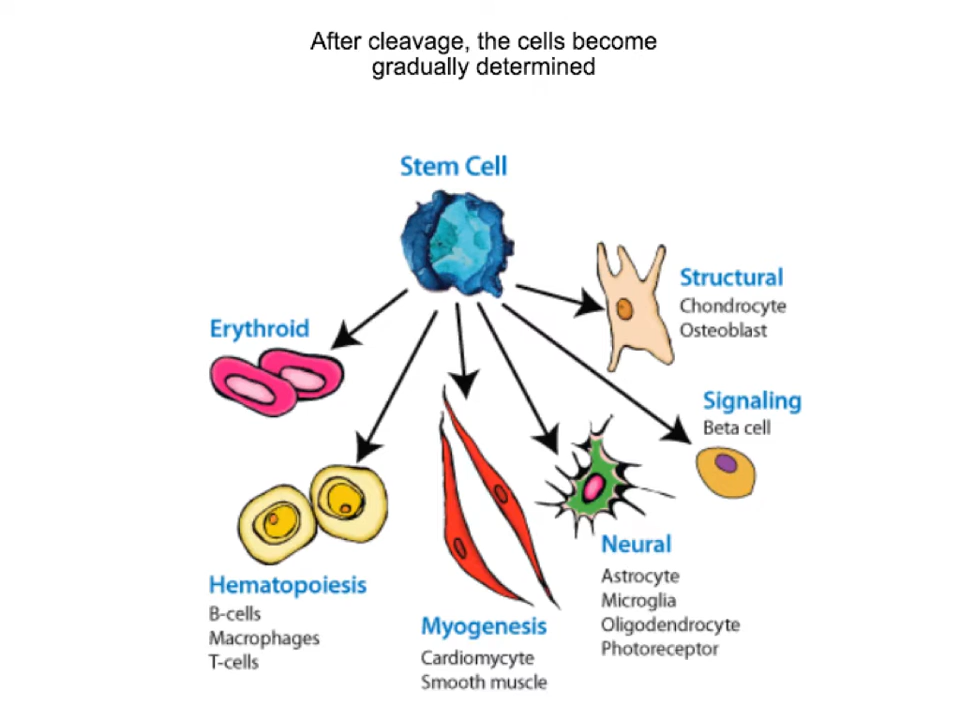 After cleavage, the cells become
gradually determined
Stem Cell
Structural
Chondrocyte
Osteoblast
Erythroid
Signaling
Beta cell
Neural
Astrocyte
Microglia
Oligodendrocyte
Photoreceptor
Hematopoiesis
B-cells
Macrophages
T-cells
Myogenesis
Cardiomcyte
Smooth muscle